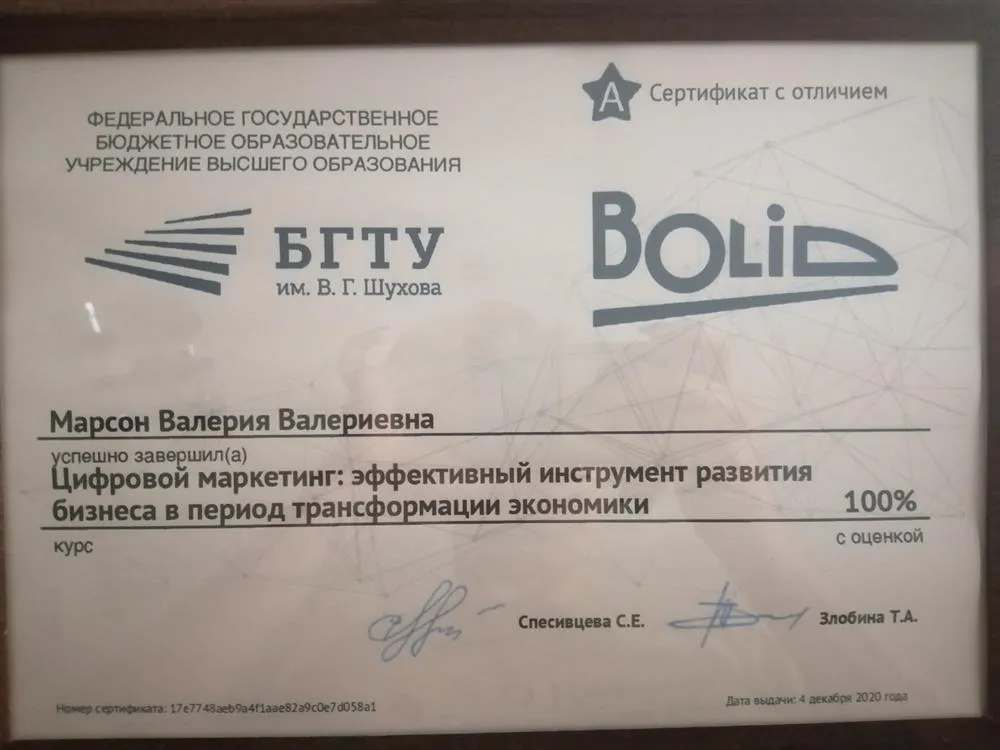 ФЕДЕРАЛЬНОЕ ГОСУДАРСТВЕННОЕ
БЮДЖЕТНОЕ ОБРАЗОВАТЕЛЬНОЕ
УЧРЕЖДЕНИЕ ВЫСШЕГО ОБРАЗОВАНИЯ
A Сертификат с отличием
БГТУ
им. В. Г. Шухова
BOLID
Марсон Валерия Валериевна
успешно завершил(а)
Цифровой маркетинг: эффективный инструмент развития
бизнеса в период трансформации экономики 100%
курс с оценкой
Спесивцева С.Е. Злобина Т.А.
Номер сертификата: 17e7748aeb9a4f1aae82a9c0e7d058a1
Дата выдачи: 4 декабря 2020 года